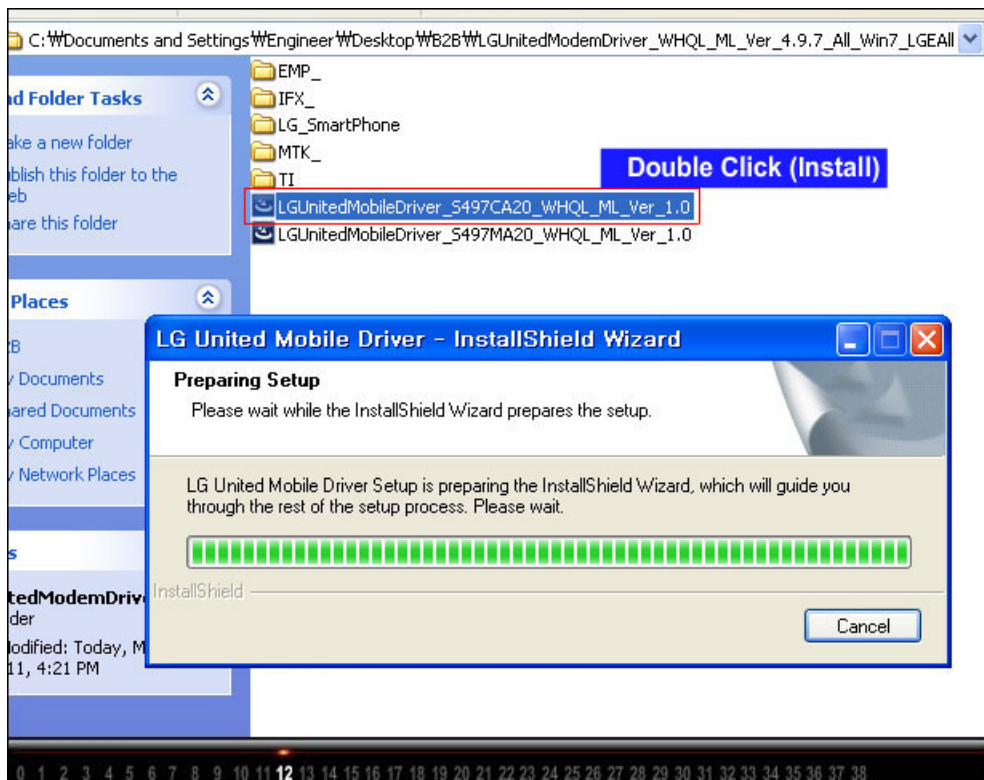 C:₩Documents and Settings₩Engineer₩Desktop₩B2B₩LGUnitedModemDriver_WHQL_ML_Ver_4.9.7_All_Win7_LGEAll
EMP_
IFX_
LG_SmartPhone
MTK_
TI
LGUnitedMobileDriver_S497CA20_WHQL_ML_Ver_1.0
LGUnitedMobileDriver_S497MA20_WHQL_ML_Ver_1.0
Double Click (Install)
nd Folder Tasks
ake a new folder
ublish this folder to the
eb
are this folder
Places
2B
y Documents
ared Documents
y Computer
y Network Places
s
tedModemDrive
der
odified: Today, M
11, 4:21 PM
LG United Mobile Driver - InstallShield Wizard
Preparing Setup
Please wait while the InstallShield Wizard prepares the setup.
LG United Mobile Driver Setup is preparing the InstallShield Wizard, which will guide you
through the rest of the setup process. Please wait.
InstallShield
Cancel
0 1 2 3 4 5 6 7 8 9 10 11 12 13 14 15 16 17 18 19 20 21 22 23 24 25 26 27 28 29 30 31 32 33 34 35 36 37 38